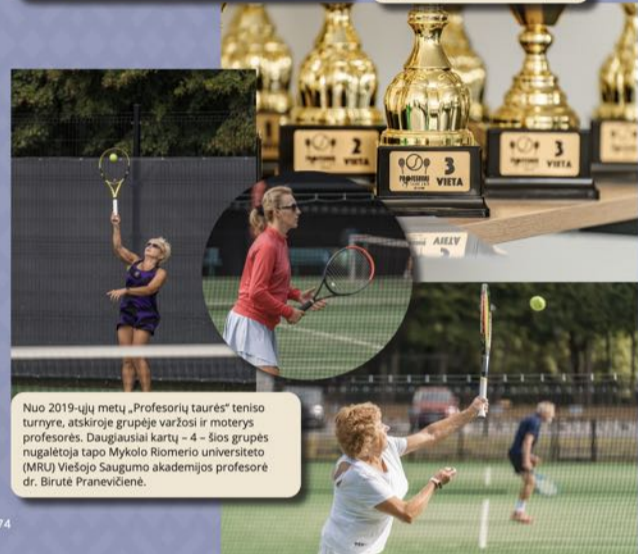 2
VIETA
3
VIETA
3
VIETA
Nuo 2019-ųjų metų „Profesorių taurės“ teniso
turnyre, atskiroje grupėje varžosi ir moterys
profesorės. Daugiausiai kartų – 4 – šios grupės
nugalėtoja tapo Mykolo Riomerio universiteto
(MRU) Viešojo Saugumo akademijos profesorė
dr. Birutė Pranevičienė.
74